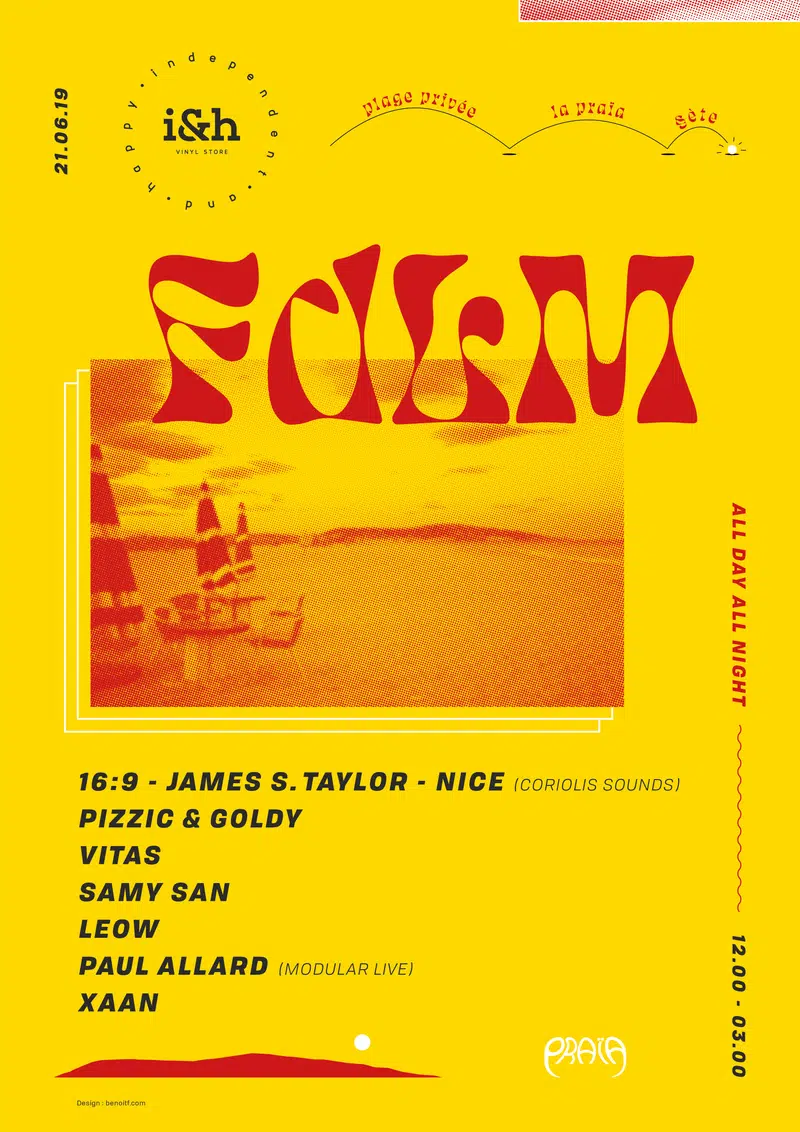 21.06.19
independent • and • happy •
i&h
VINYL STORE
plage privée
la praia
sète
FdLM
ALL DAY ALL NIGHT
16:9 - JAMES S. TAYLOR - NICE (CORIOLIS SOUNDS)
PIZZIC & GOLDY
VITAS
SAMY SAN
LEOW
PAUL ALLARD (MODULAR LIVE)
XAAN
12.00 - 03.00
PRAIA
Design : benoitf.com